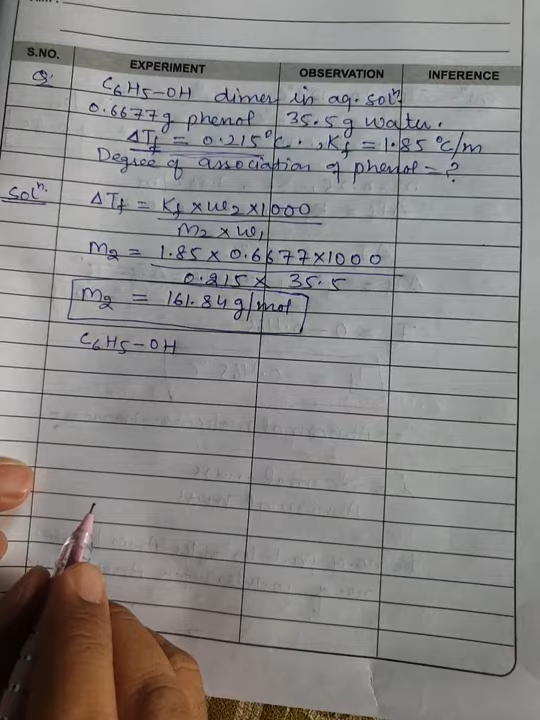 S.NO. EXPERIMENT OBSERVATION INFERENCE
Q. C6H5-OH dimer in aq. solⁿ.
0.6677g phenol 35.5g water.
ΔTf = 0.215°C., Kf = 1.85 °C/m
Degree of association of phenol = ?
Solⁿ. ΔTf = Kf × w2 × 1000
M2 × w1
M2 = 1.85 × 0.6677 × 1000
0.215 × 35.5
M2 = 161.84 g/mol
C6H5-OH